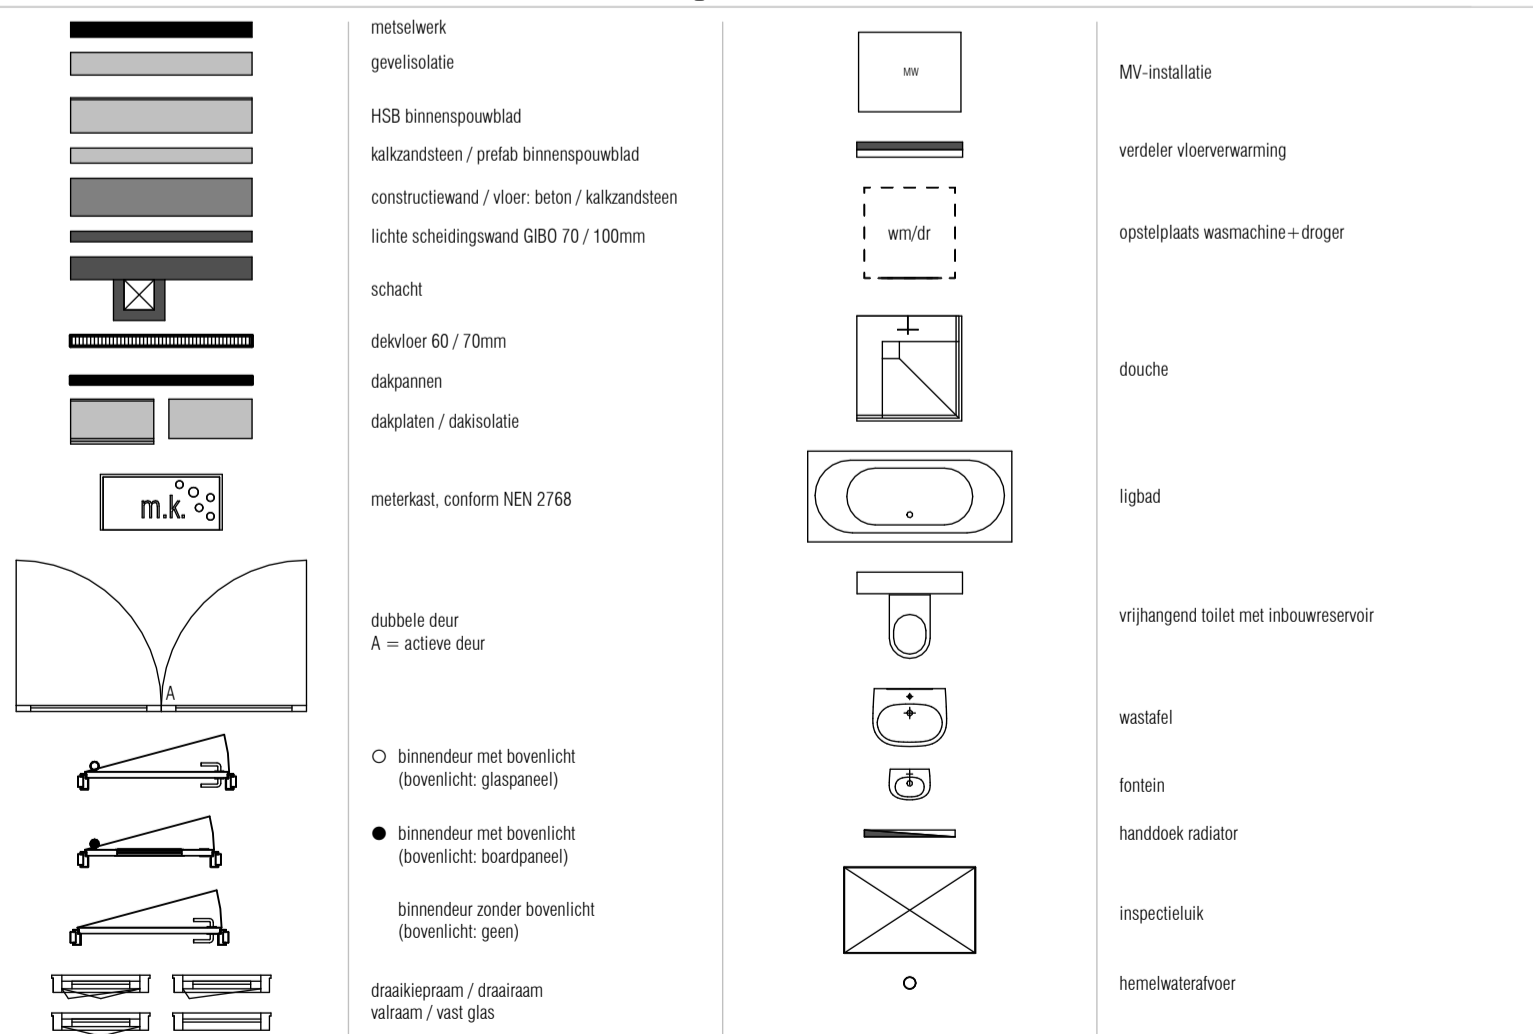 metselwerk
gevelisolatie
HSB binnenspouwblad
kalkzandsteen / prefab binnenspouwblad
constructiewand / vloer: beton / kalkzandsteen
lichte scheidingswand GIBO 70 / 100mm
schacht
dekvloer 60 / 70mm
dakpannen
dakplaten / dakisolatie
m.k.
meterkast, conform NEN 2768
dubbele deur
A = actieve deur
A
binnendeur met bovenlicht
(bovenlicht: glaspaneel)
binnendeur met bovenlicht
(bovenlicht: boardpaneel)
binnendeur zonder bovenlicht
(bovenlicht: geen)
draaikiepraam / draairaam
valraam / vast glas
MW
MV-installatie
verdeler vloerverwarming
wm/dr
opstelplaats wasmachine+droger
douche
ligbad
vrijhangend toilet met inbouwreservoir
wastafel
fontein
handdoek radiator
inspectieluik
hemelwaterafvoer